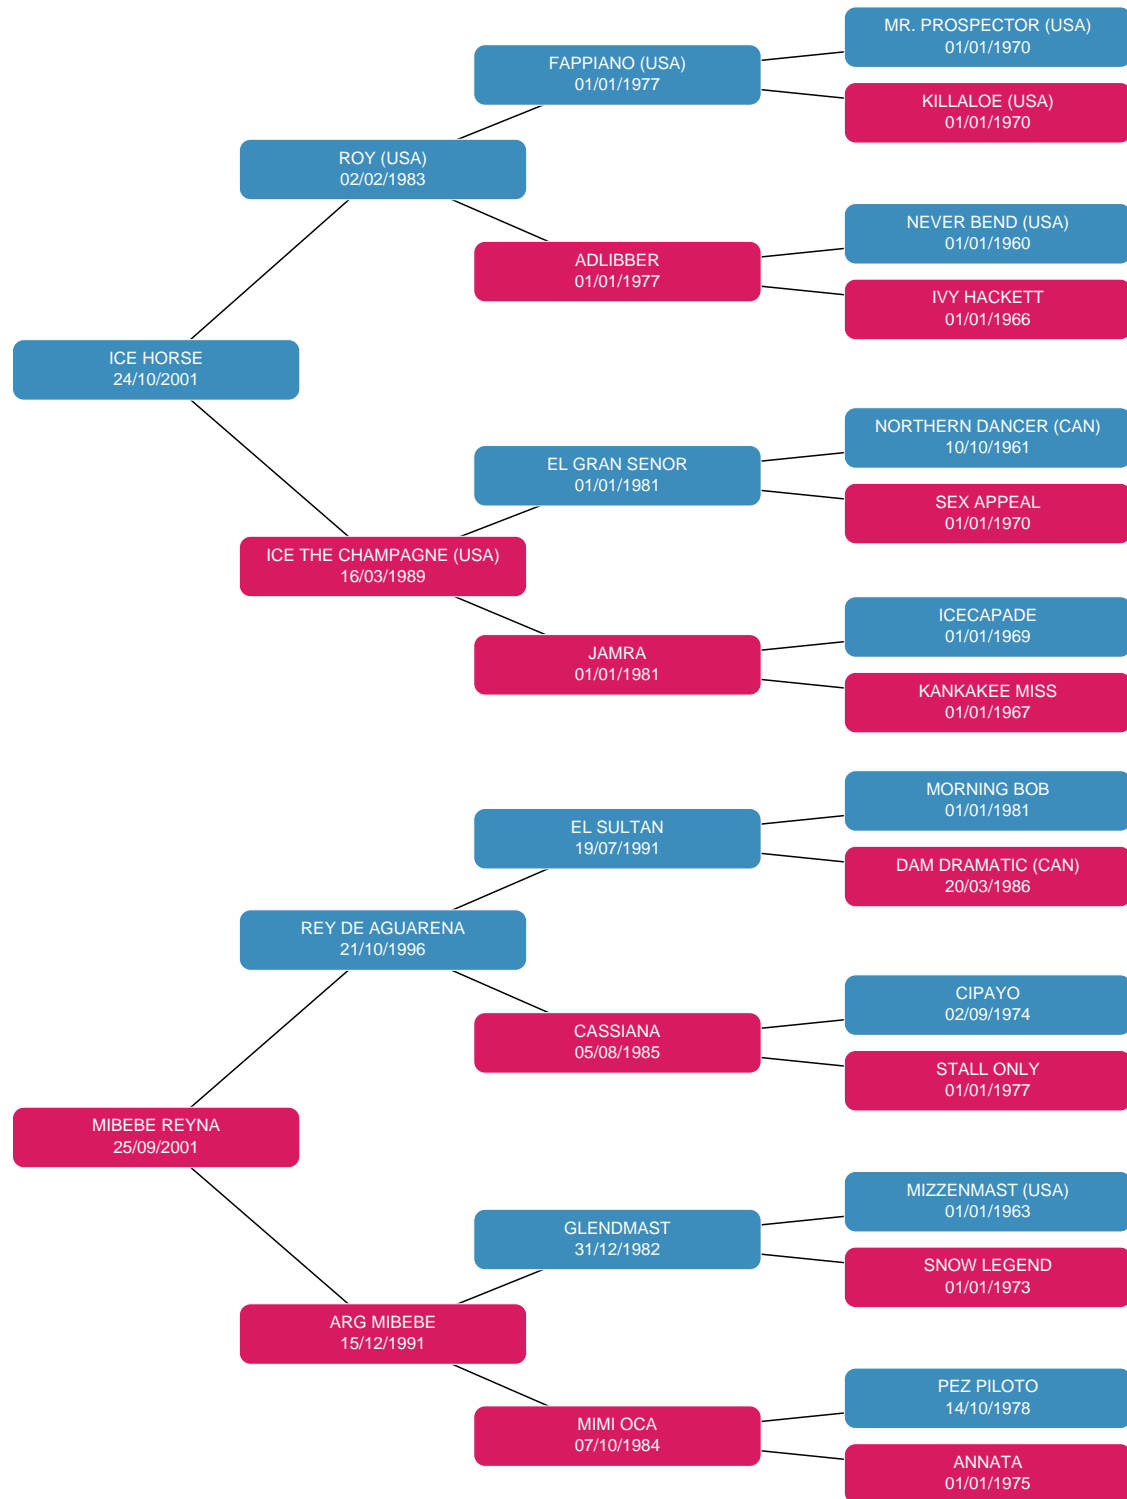 MR. PROSPECTOR (USA)
01/01/1970
FAPPIANO (USA)
01/01/1977
KILLALOE (USA)
01/01/1970
ROY (USA)
02/02/1983
NEVER BEND (USA)
01/01/1960
ADLIBBER
01/01/1977
IVY HACKETT
01/01/1966
ICE HORSE
24/10/2001
NORTHERN DANCER (CAN)
10/10/1961
EL GRAN SENOR
01/01/1981
SEX APPEAL
01/01/1970
ICE THE CHAMPAGNE (USA)
16/03/1989
ICECAPADE
01/01/1969
JAMRA
01/01/1981
KANKAKEE MISS
01/01/1967
MORNING BOB
01/01/1981
EL SULTAN
19/07/1991
DAM DRAMATIC (CAN)
20/03/1986
REY DE AGUARENA
21/10/1996
CIPAYO
02/09/1974
CASSIANA
05/08/1985
STALL ONLY
01/01/1977
MIBEBE REYNA
25/09/2001
MIZZENMAST (USA)
01/01/1963
GLENDMAST
31/12/1982
SNOW LEGEND
01/01/1973
ARG MIBEBE
15/12/1991
PEZ PILOTO
14/10/1978
MIMI OCA
07/10/1984
ANNATA
01/01/1975